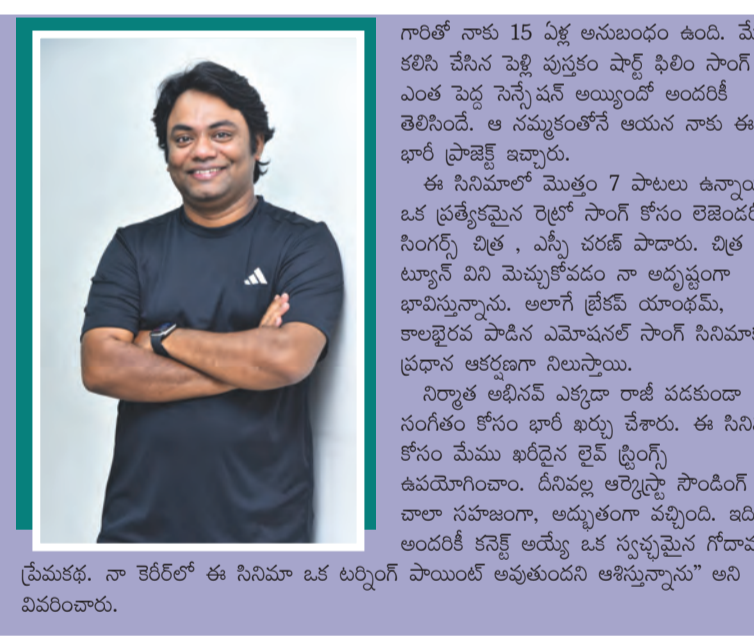 గారితో నాకు 15 ఏళ్ల అనుబంధం ఉంది.
కలిసి చేసిన పెళ్లి పుస్తకం షార్ట్ ఫిలిం సాంగ్
ఎంత పెద్ద సెన్సేషన్ అయ్యిందో అందరికీ
తెలిసిందే. ఆ నమ్మకంతోనే ఆయన నాకు ఈ
భారీ ప్రాజెక్ట్ ఇచ్చారు.
ఈ సినిమాలో మొత్తం 7 పాటలు
ఒక ప్రత్యేకమైన రెట్రో సాంగ్ కోసం
సింగర్స్ చిత్ర , ఎస్పీ చరణ్ పాడారు. చిత్ర
ట్యూన్ విని మెచ్చుకోవడం నా అదృష్టంగా
భావిస్తున్నాను. అలాగే బ్రేకప్ యాంథమ్,
కాలభైరవ పాడిన ఎమోషనల్ సాంగ్
ప్రధాన ఆకర్షణగా నిలుస్తాయి.
నిర్మాత అభినవ్ ఎక్కడా రాజీ పడకుండా
సంగీతం కోసం భారీ ఖర్చు చేశారు. ఈ
కోసం మేము ఖరీదైన లైవ్ స్ట్రింగ్స్
ఉపయోగించాం. దీనివల్ల ఆర్కెస్ట్రా సౌండింగ్
చాలా సహజంగా, అద్భుతంగా వచ్చింది. ఇది
అందరికీ కనెక్ట్ అయ్యే ఒక స్వచ్ఛమైన
ప్రేమకథ. నా కెరీర్‌లో ఈ సినిమా ఒక టర్నింగ్ పాయింట్ అవుతుందని ఆశిస్తున్నాను” అని
వివరించారు.